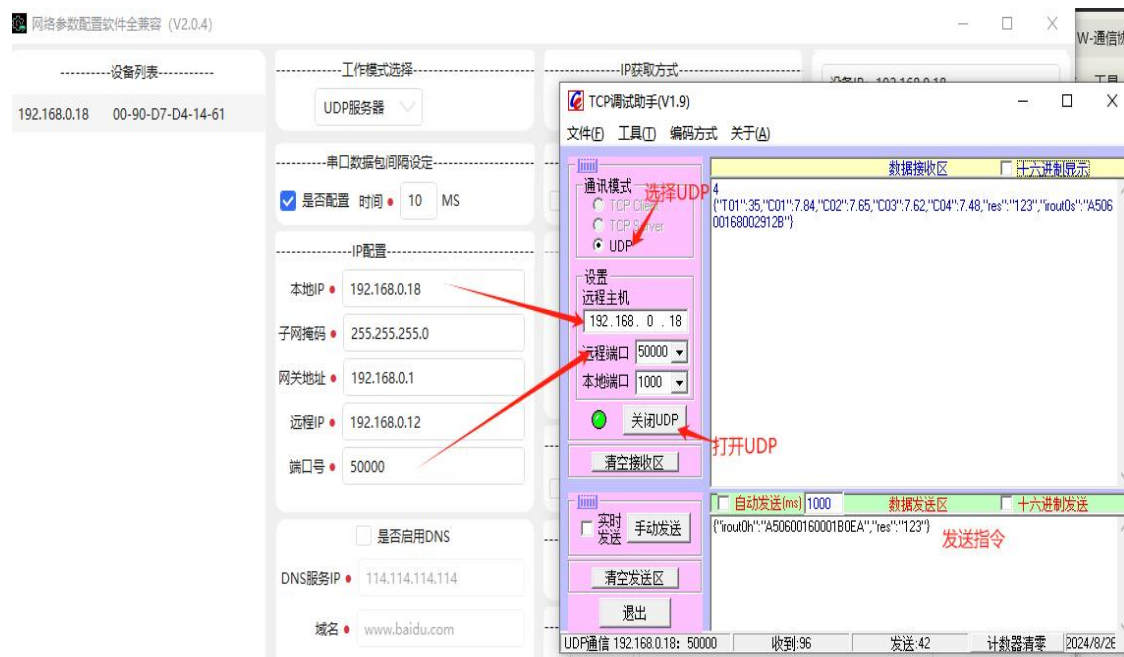 网络参数配置软件全兼容 (V2.0.4)
W-通信协
工具
----------设备列表-----------
192.168.0.18 00-90-D7-D4-14-61
------------工作模式选择------------
UDP服务器
------------IP获取方式------------
设备IP 192.168.0.18
---------串口数据包间隔设定---------
是否配置 时间 10 MS
-------------IP配置-------------
本地IP 192.168.0.18
子网掩码 255.255.255.0
网关地址 192.168.0.1
远程IP 192.168.0.12
端口号 50000
是否启用DNS
DNS服务IP 114.114.114.114
域名 www.baidu.com
TCP调试助手(V1.9)
文件(F) 工具(T) 编码方式 关于(A)
通讯模式
TCP Client
TCP Server
UDP
选择UDP
设置
远程主机
192.168. 0 . 18
远程端口 50000
本地端口 1000
关闭UDP
打开UDP
清空接收区
数据接收区 十六进制显示
4
{"T01":35,"C01":7.84,"C02":7.65,"C03":7.62,"C04":7.48,"res":"123","irout0s":"A506
00168002912B"}
自动发送(ms) 1000 数据发送区 十六进制发送
实时
发送
手动发送
{"irout0h":"A50600160001B0EA","res":"123"}
发送指令
清空发送区
退出
UDP通信 192.168.0.18: 50000 收到:96 发送:42 计数器清零 2024/8/26